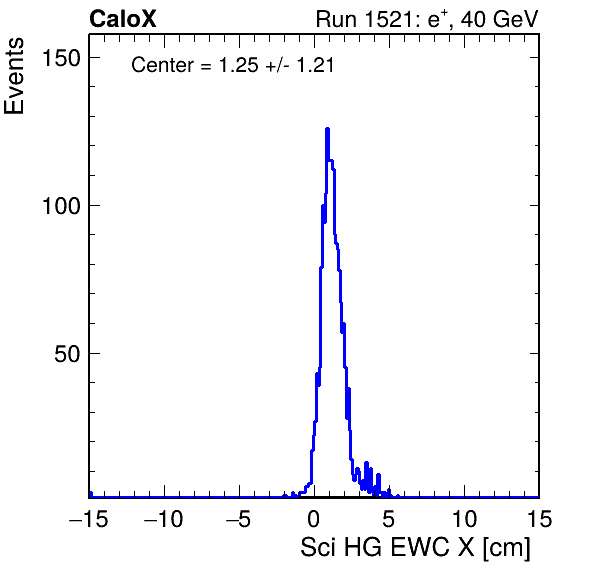 CaloX Run 1521: e⁺, 40 GeV
Events
Center = 1.25 +/- 1.21
150
100
50
−15 −10 −5 0 5 10 15
Sci HG EWC X [cm]